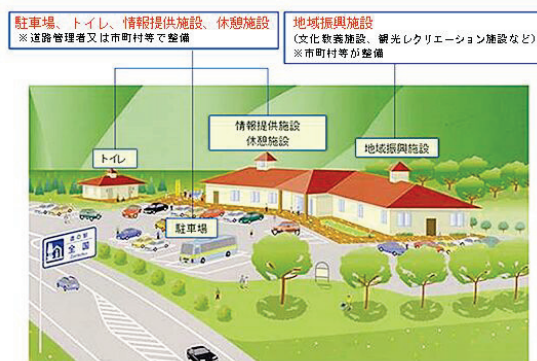 駐車場、トイレ、情報提供施設、休憩施設
※道路管理者又は市町村等で整備
地域振興施設
(文化教養施設、観光レクリエーション施設など)
※市町村等が整備
情報提供施設
休憩施設
トイレ
地域振興施設
駐車場
道の駅
全国